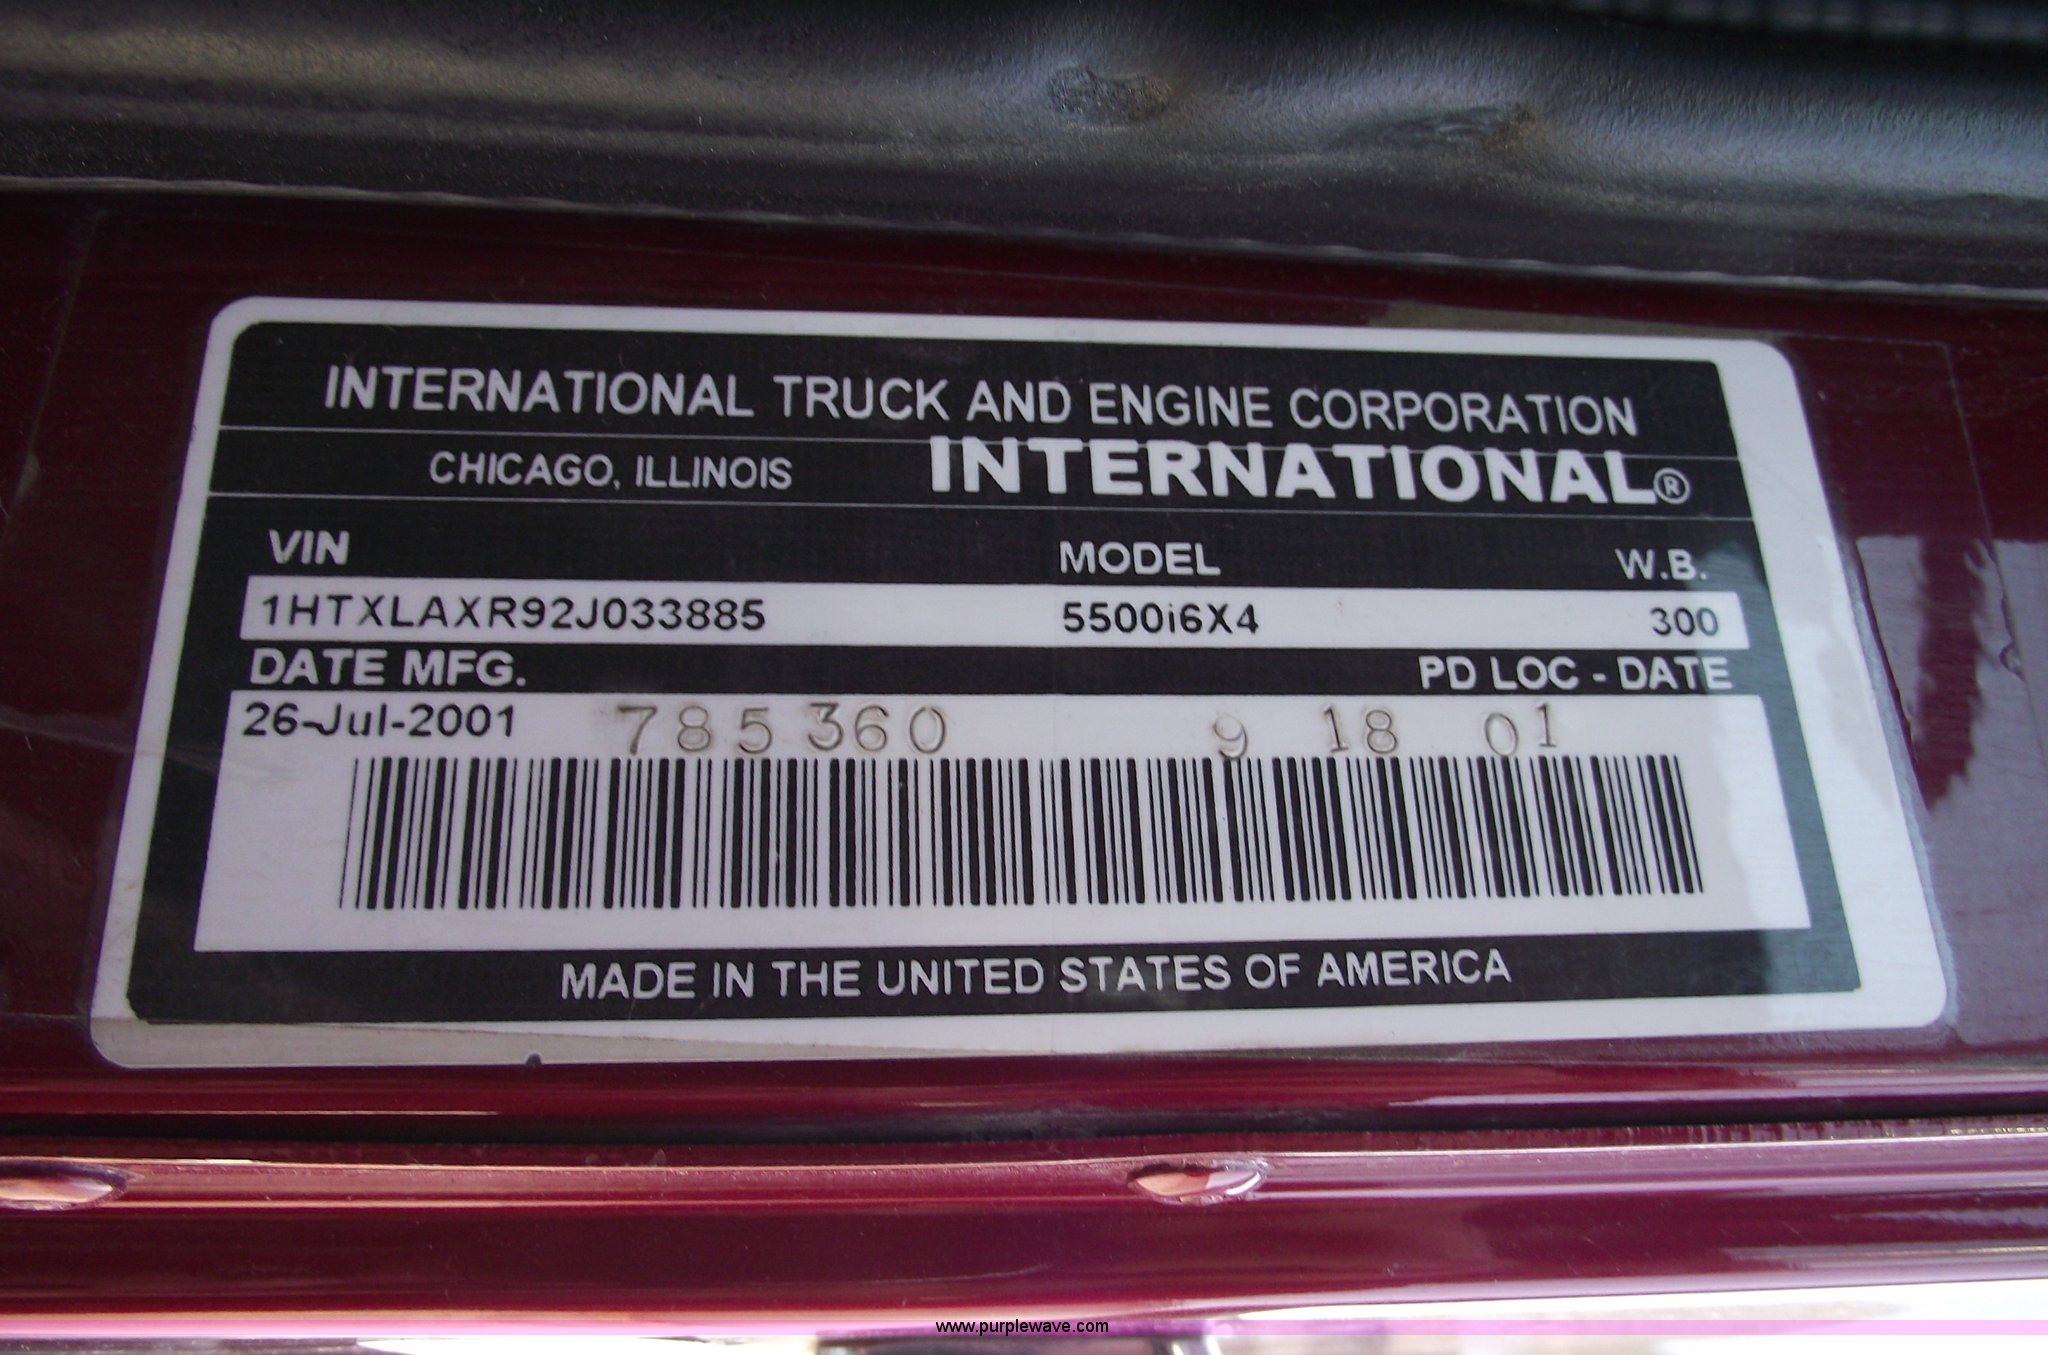 INTERNATIONAL TRUCK AND ENGINE CORPORATION
CHICAGO, ILLINOIS INTERNATIONAL®
VIN MODEL W.B.
1HTXLAXR92J033885 5500i6X4 300
DATE MFG. PD LOC - DATE
26-Jul-2001 785360 9 18 01
MADE IN THE UNITED STATES OF AMERICA
www.purplewave.com